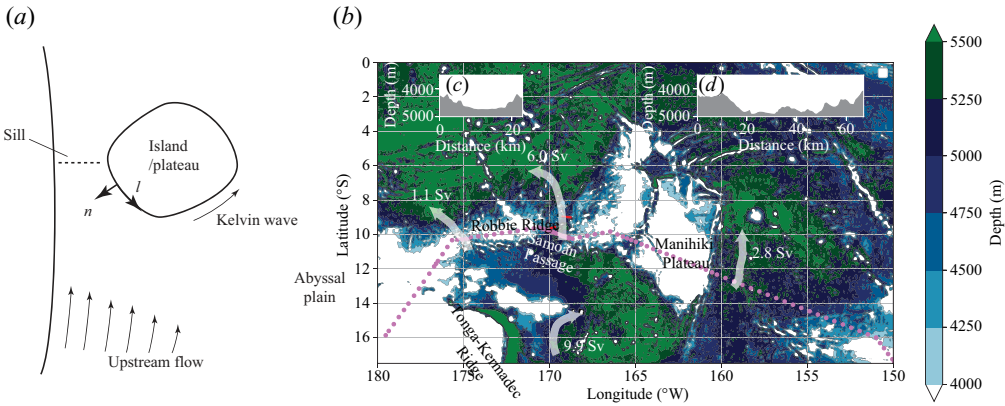 (a)
Sill
Island
/plateau
l
n
Kelvin wave
Abyssal
plain
Upstream flow
(b)
0
2
4
6
8
10
12
14
16
Latitude (°S)
180
175
170
165
160
155
150
Longitude (°W)
(c)
Depth (m)
4000
5000
0
20
Distance (km)
(d)
Depth (m)
4000
5000
0
20
40
60
Distance (km)
6.0 Sv
1.1 Sv
Robbie Ridge
Samoan
Passage
Manihiki
Plateau
2.8 Sv
9.9 Sv
Tonga-Kermadec
Ridge
5500
5250
5000
4750
4500
4250
4000
Depth (m)